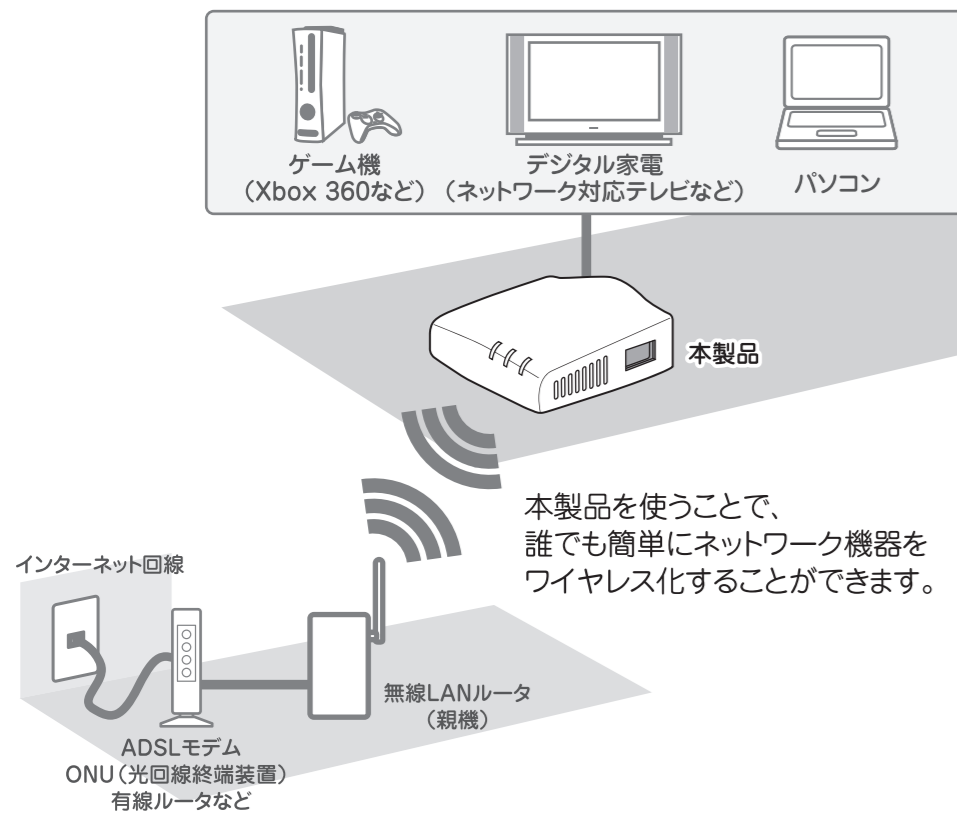 ゲーム機
（Xbox 360など）
デジタル家電
（ネットワーク対応テレビなど）
パソコン
本製品
本製品を使うことで、
誰でも簡単にネットワーク機器を
ワイヤレス化することができます。
インターネット回線
無線LANルータ
（親機）
ADSLモデム
ONU（光回線終端装置）
有線ルータなど